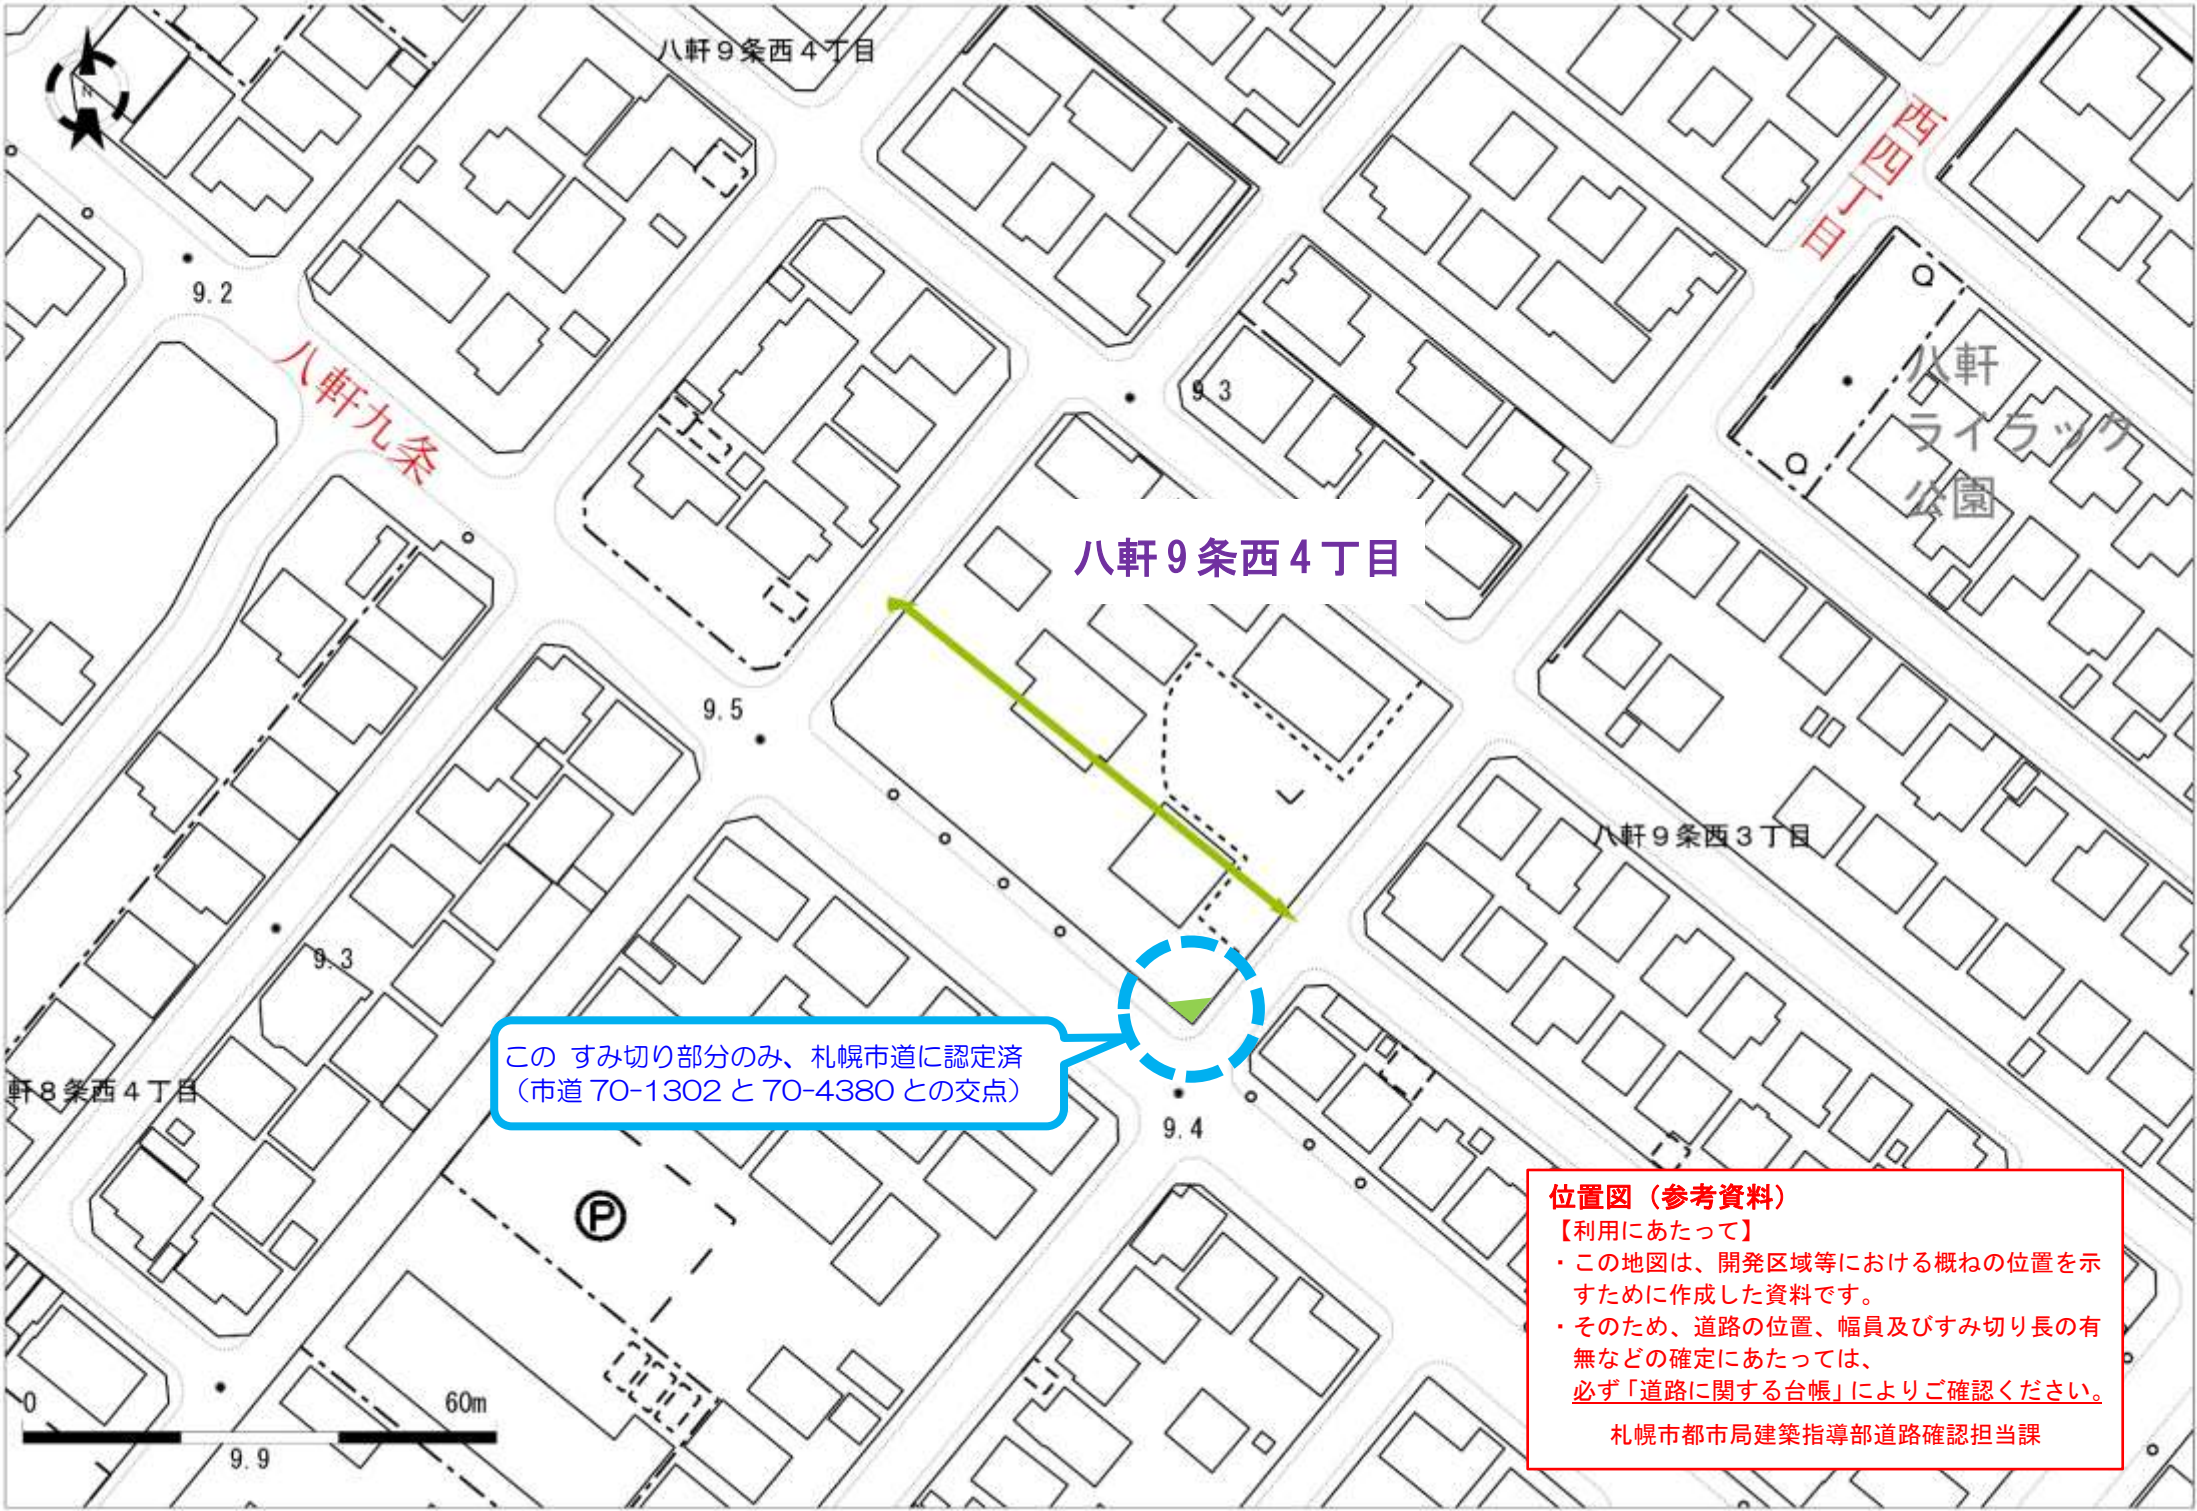 八軒９条西４丁目
N
西四丁目
9.2
八軒九条
9.3
八軒
ライラック
公園
八軒９条西４丁目
9.5
八軒９条西３丁目
9.3
この すみ切り部分のみ、札幌市道に認定済
（市道 70-1302 と 70-4380 との交点）
軒８条西４丁目
9.4
P
位置図（参考資料）
【利用にあたって】
・この地図は、開発区域等における概ねの位置を示
すために作成した資料です。
・そのため、道路の位置、幅員及びすみ切り長の有
無などの確定にあたっては、
必ず「道路に関する台帳」によりご確認ください。
札幌市都市局建築指導部道路確認担当課
0
60m
9.9